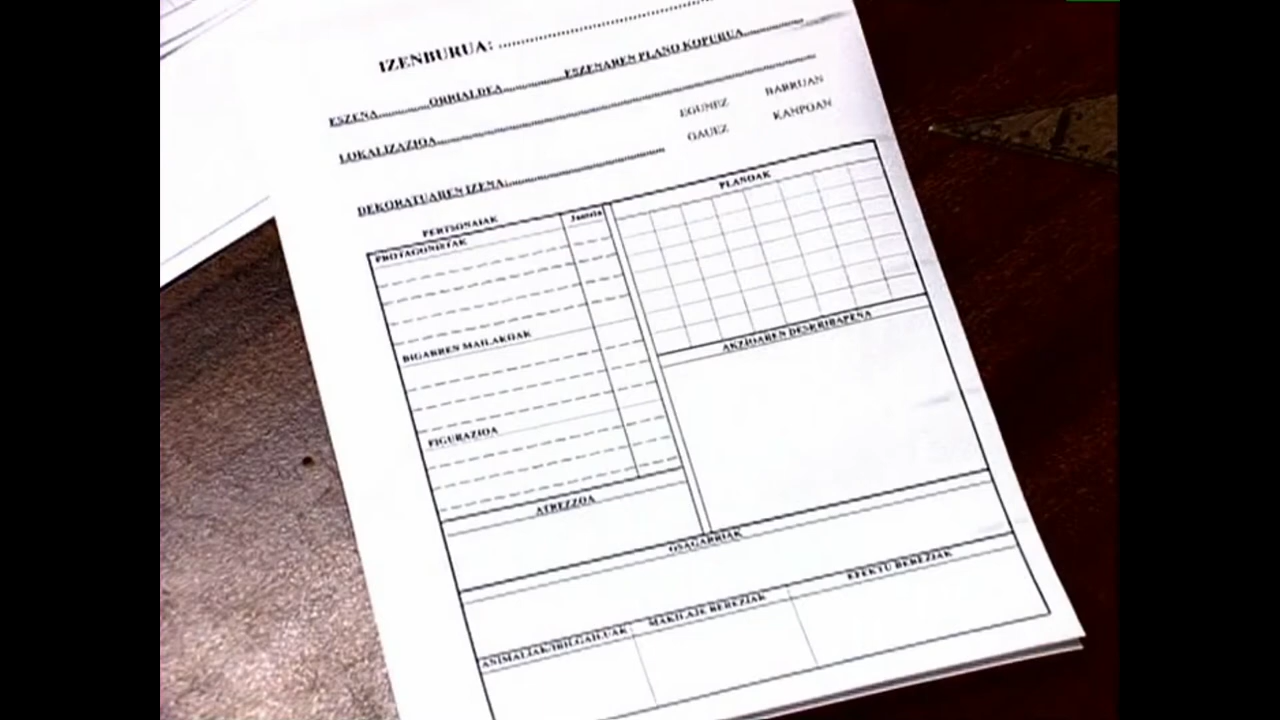 IZENBURUA: ................................
ESZENA............ORRIALDEA..............ESZENAREN PLANO KOPURUA..............
LOKALIZAZIOA................................................................
EGUNEZ BARRUAN
GAUEZ KANPOAN
DEKORATUAREN IZENA:..............................
PERTSONAIAK Jantzia
PROTAGONISTAK
BIGARREN MAILAKOAK
FIGURAZIOA
ATREZZOA
PLANOAK
AKZIOAREN DESKRIBAPENA
OSAGARRIAK
ANIMALIAK/IBILGAILUAK MAKILAJE BEREZIAK EFEKTU BEREZIAK